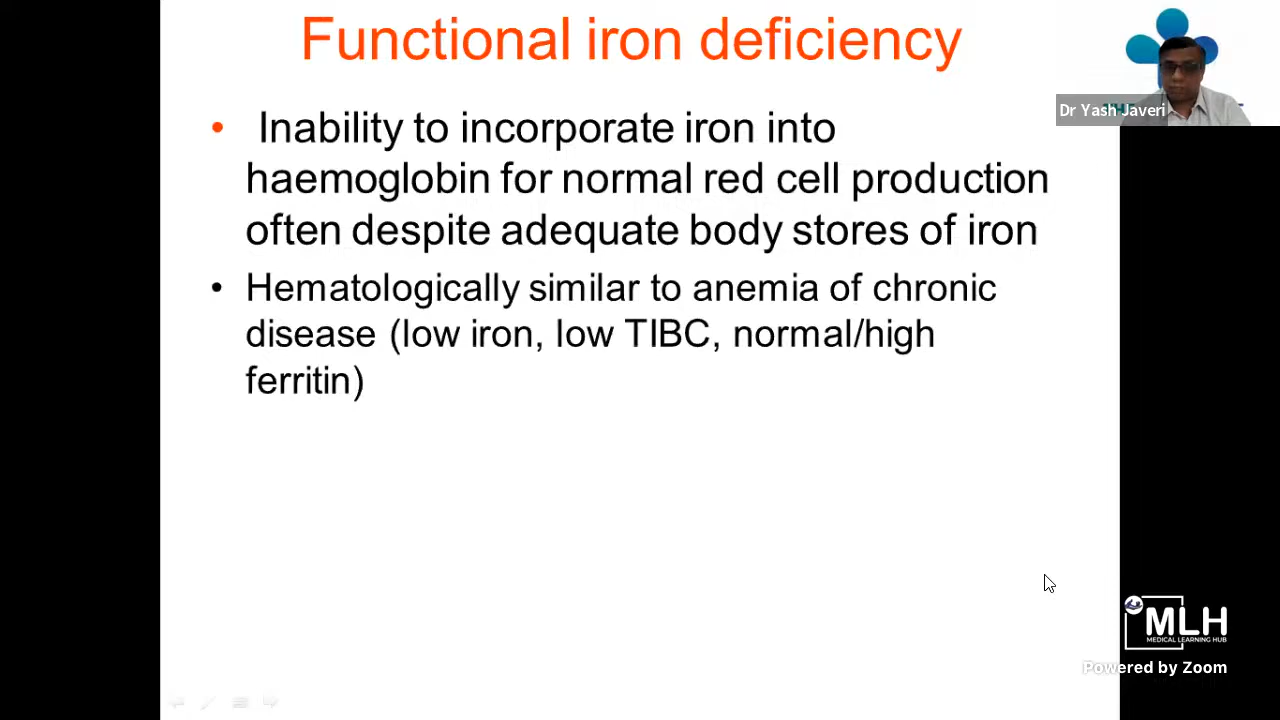 Functional iron deficiency
• Inability to incorporate iron into
haemoglobin for normal red cell production
often despite adequate body stores of iron
• Hematologically similar to anemia of chronic
disease (low iron, low TIBC, normal/high
ferritin)
Dr Yash Javeri
MLH
MEDICAL LEARNING HUB
Powered by Zoom